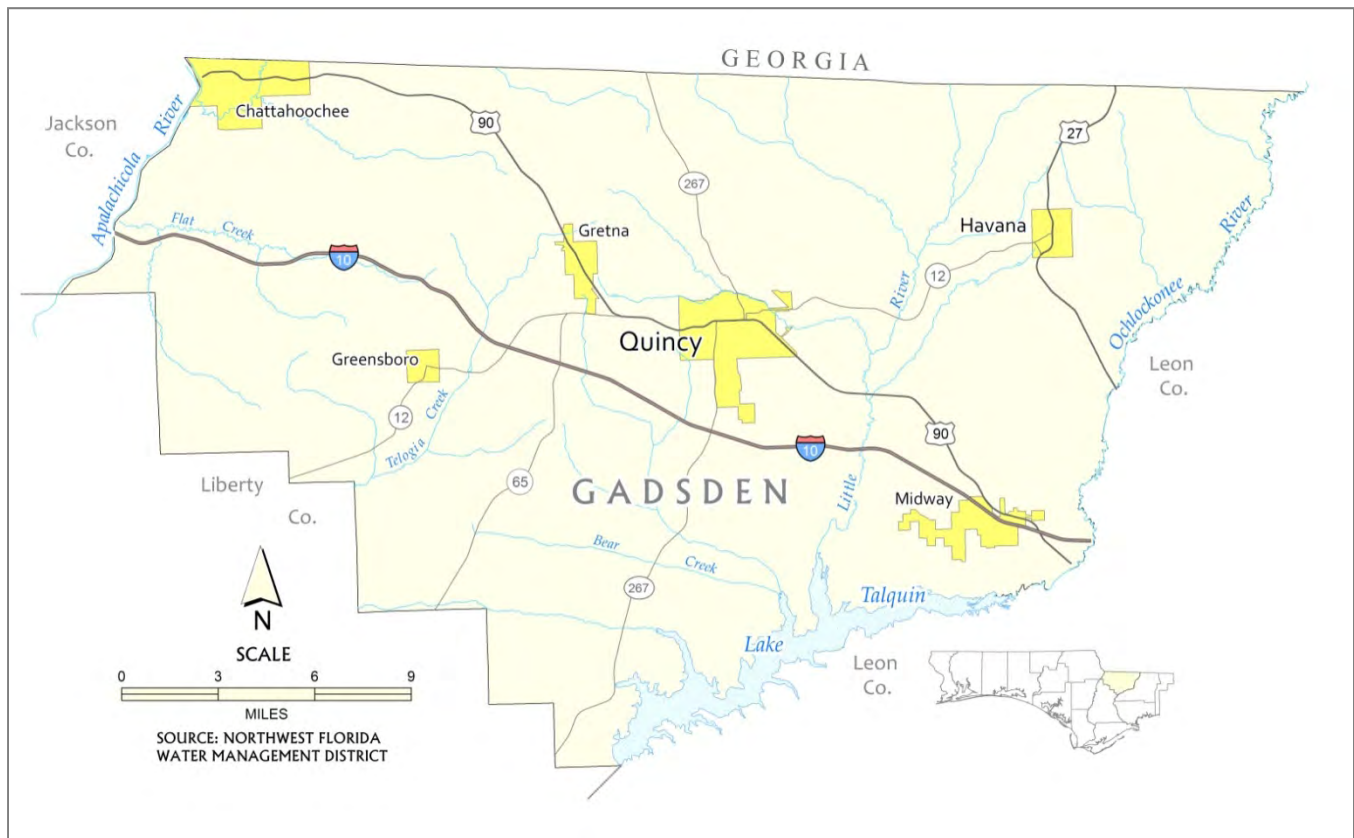 GEORGIA
Jackson
Co.
Apalachicola River
Chattahoochee
90
27
267
Flat Creek
10
Gretna
Havana
12
River
Ochlockonee River
Quincy
Greensboro
12
Telogia Creek
Leon
Co.
90
10
Liberty
Co.
65
GADSDEN
Little
Midway
Bear Creek
267
Lake Talquin
Leon
Co.
N
SCALE
0 3 6 9
MILES
SOURCE: NORTHWEST FLORIDA
WATER MANAGEMENT DISTRICT